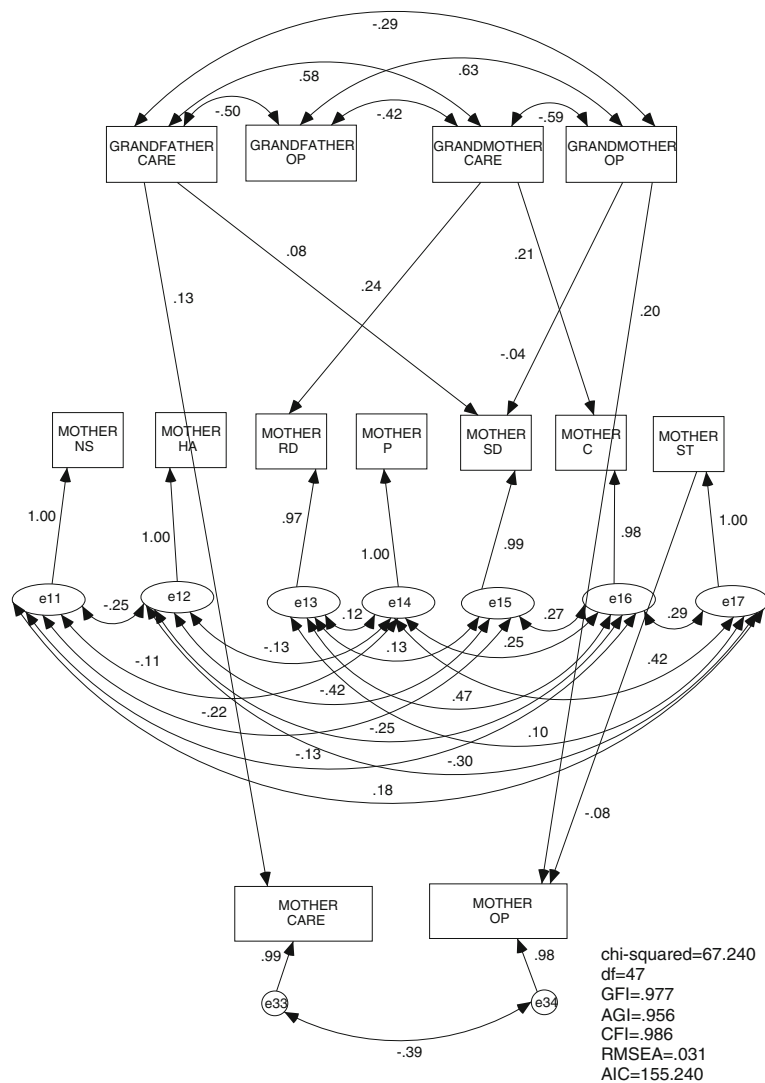 -.29
.58
.63
-.50
-.42
-.59
GRANDFATHER
CARE
GRANDFATHER
OP
GRANDMOTHER
CARE
GRANDMOTHER
OP
.08
.21
.24
.13
.20
-.04
MOTHER
NS
MOTHER
HA
MOTHER
RD
MOTHER
P
MOTHER
SD
MOTHER
C
MOTHER
ST
1.00
1.00
.97
1.00
.99
.98
1.00
e11
-.25
e12
e13
.12
e14
e15
.27
e16
.29
e17
-.13
.13
.25
-.11
-.42
.47
.42
-.22
-.25
.10
-.13
-.30
.18
-.08
MOTHER
CARE
MOTHER
OP
.99
.98
e33
e34
-.39
chi-squared=67.240
df=47
GFI=.977
AGI=.956
CFI=.986
RMSEA=.031
AIC=155.240